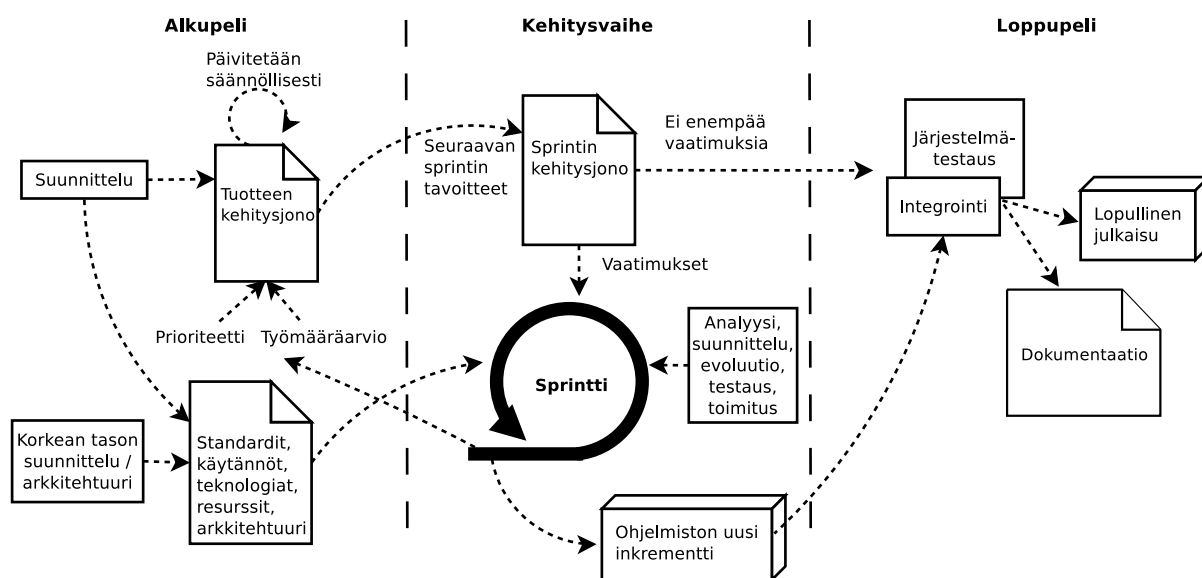 Alkupeli
Kehitysvaihe
Loppupeli
Päivitetään
säännöllisesti
Suunnittelu
Tuotteen
kehitysjono
Seuraavan
sprintin
tavoitteet
Sprintin
kehitysjono
Ei enempää
vaatimuksia
Järjestelmä-
testaus
Integrointi
Lopullinen
julkaisu
Dokumentaatio
Vaatimukset
Prioriteetti
Työmääräarvio
Analyysi,
suunnittelu,
evoluutio,
testaus,
toimitus
Sprintti
Korkean tason
suunnittelu /
arkkitehtuuri
Standardit,
käytännöt,
teknologiat,
resurssit,
arkkitehtuuri
Ohjelmiston uusi
inkrementti